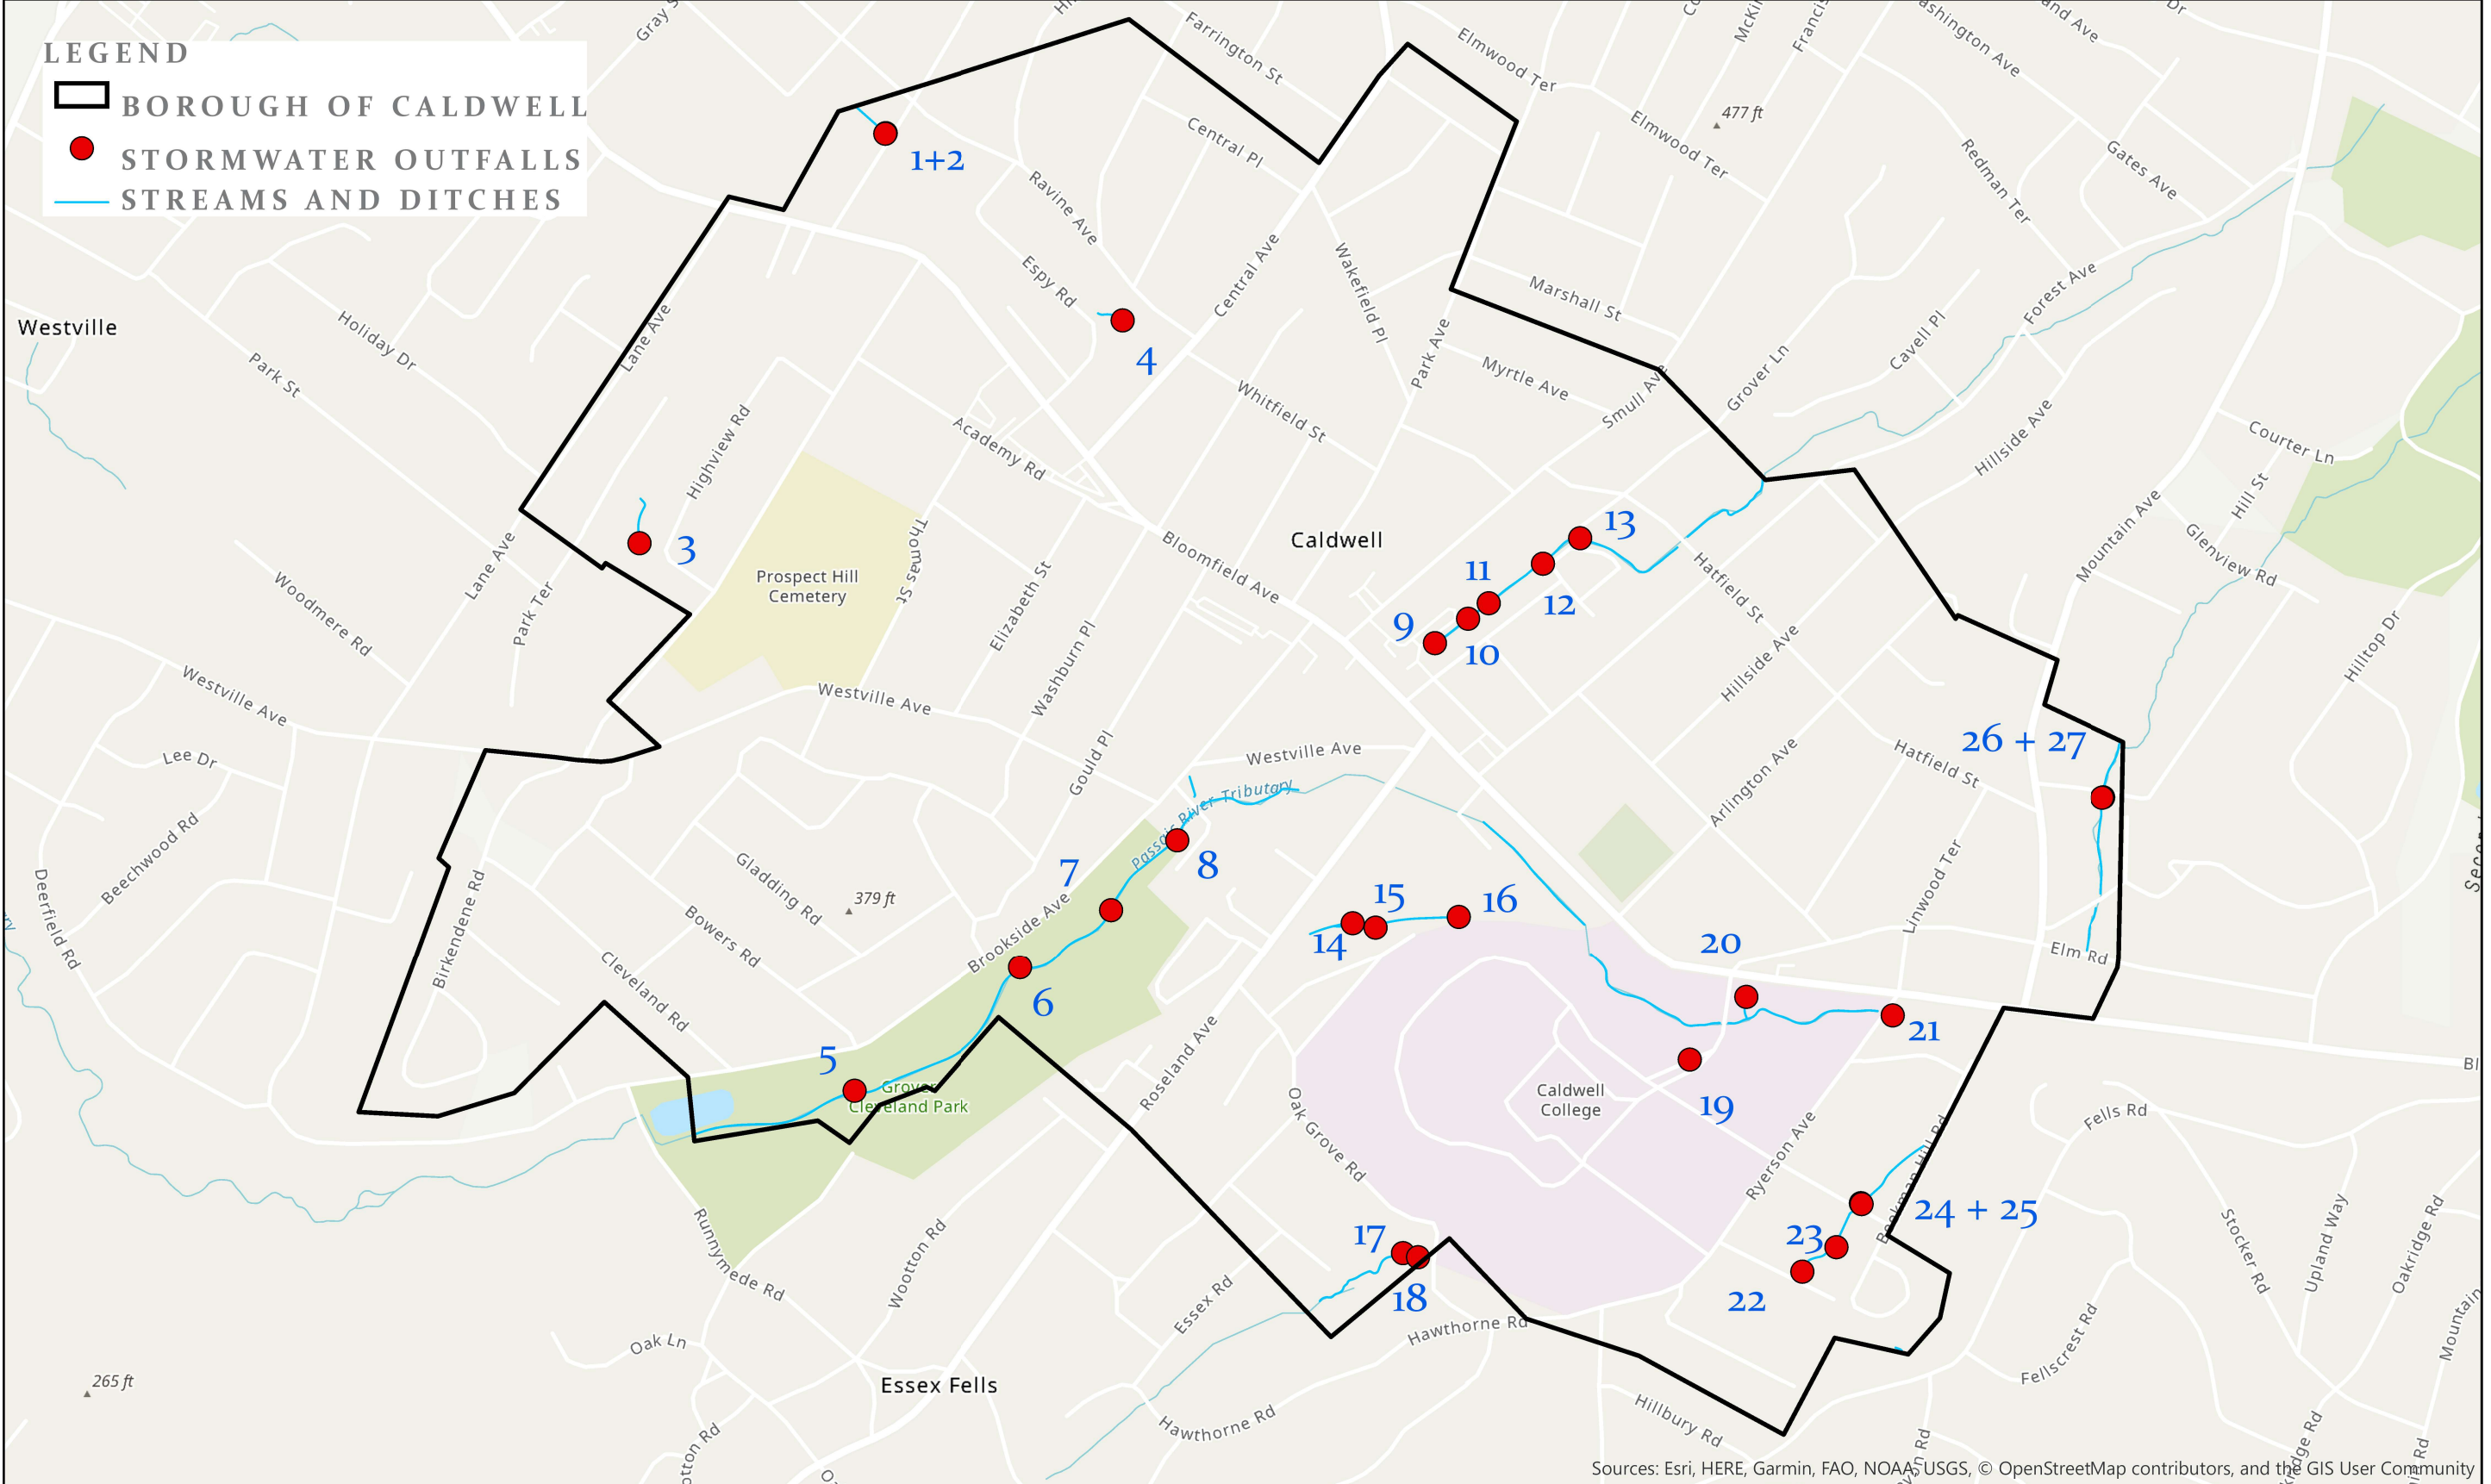 LEGEND
BOROUGH OF CALDWELL
STORMWATER OUTFALLS
STREAMS AND DITCHES
Farrington St
Elmwood Ter
Central Pl
Elmwood Ter
477 ft
Redman Ter
Gates Ave
1+2
Ravine Ave
Espy Rd
Central Ave
Wakefield Pl
Park Ave
Marshall St
Forest Ave
Westville
Holiday Dr
Park St
Lane Ave
4
Myrtle Ave
Smull Ave
Grover Ln
Cavell Pl
Whitfield St
Highview Rd
Academy Rd
Hillside Ave
Courter Ln
Hill St
Mountain Ave
Glenview Rd
3
Thomas St
Caldwell
13
Lane Ave
Park Ter
Woodmere Rd
Prospect Hill
Cemetery
Elizabeth St
Bloomfield Ave
11
12
9
10
Hatfield St
Hillside Ave
Hilltop Dr
Washburn Pl
Westville Ave
Westville Ave
Gould Pl
Westville Ave
26 + 27
Hatfield St
Arlington Ave
Lee Dr
Beechwood Rd
Passaic River Tributary
7
8
Deerfield Rd
Birkendene Rd
Gladding Rd
379 ft
Bowers Rd
Brookside Ave
Cleveland Rd
15
16
14
Linwood Ter
20
Elm Rd
6
5
21
Grover
Cleveland Park
Roseland Ave
Caldwell
College
19
Oak Grove Rd
Ryerson Ave
Fells Rd
Runnymede Rd
Wootton Rd
17
18
Beekman Hill Rd
24 + 25
23
22
Stocker Rd
Upland Way
Oakridge Rd
Essex Rd
Hawthorne Rd
Fellscrest Rd
Oak Ln
265 ft
Essex Fells
Hawthorne Rd
Hillbury Rd
Sources: Esri, HERE, Garmin, FAO, NOAA, USGS, © OpenStreetMap contributors, and the GIS User Community